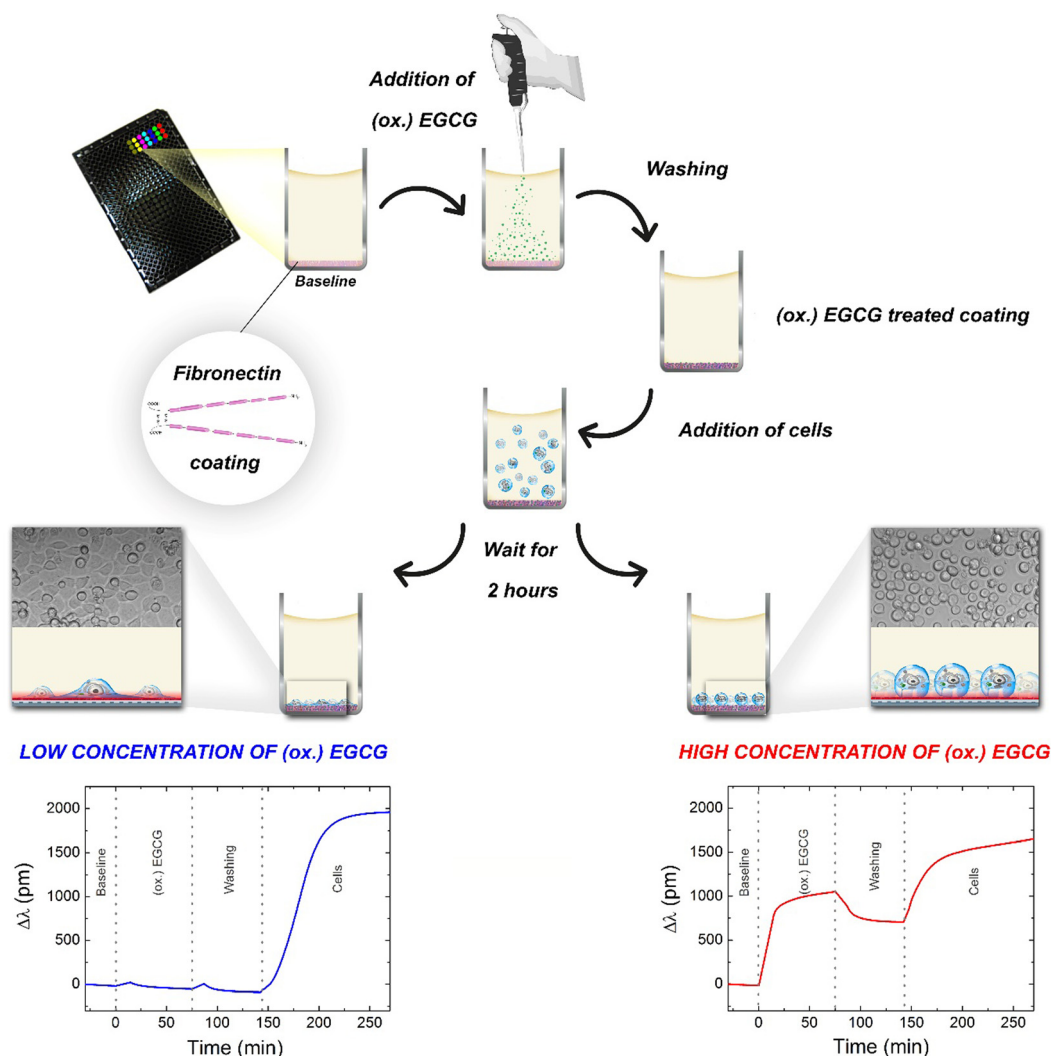 Addition of
(ox.) EGCG
Washing
Baseline
(ox.) EGCG treated coating
Fibronectin
coating
Addition of cells
Wait for
2 hours
LOW CONCENTRATION OF (ox.) EGCG
HIGH CONCENTRATION OF (ox.) EGCG
2000
1500
1000
500
0
Δλ (pm)
Baseline
(ox.) EGCG
Washing
Cells
0
50
100
150
200
250
Time (min)
2000
1500
1000
500
0
Δλ (pm)
Baseline
(ox.) EGCG
Washing
Cells
0
50
100
150
200
250
Time (min)